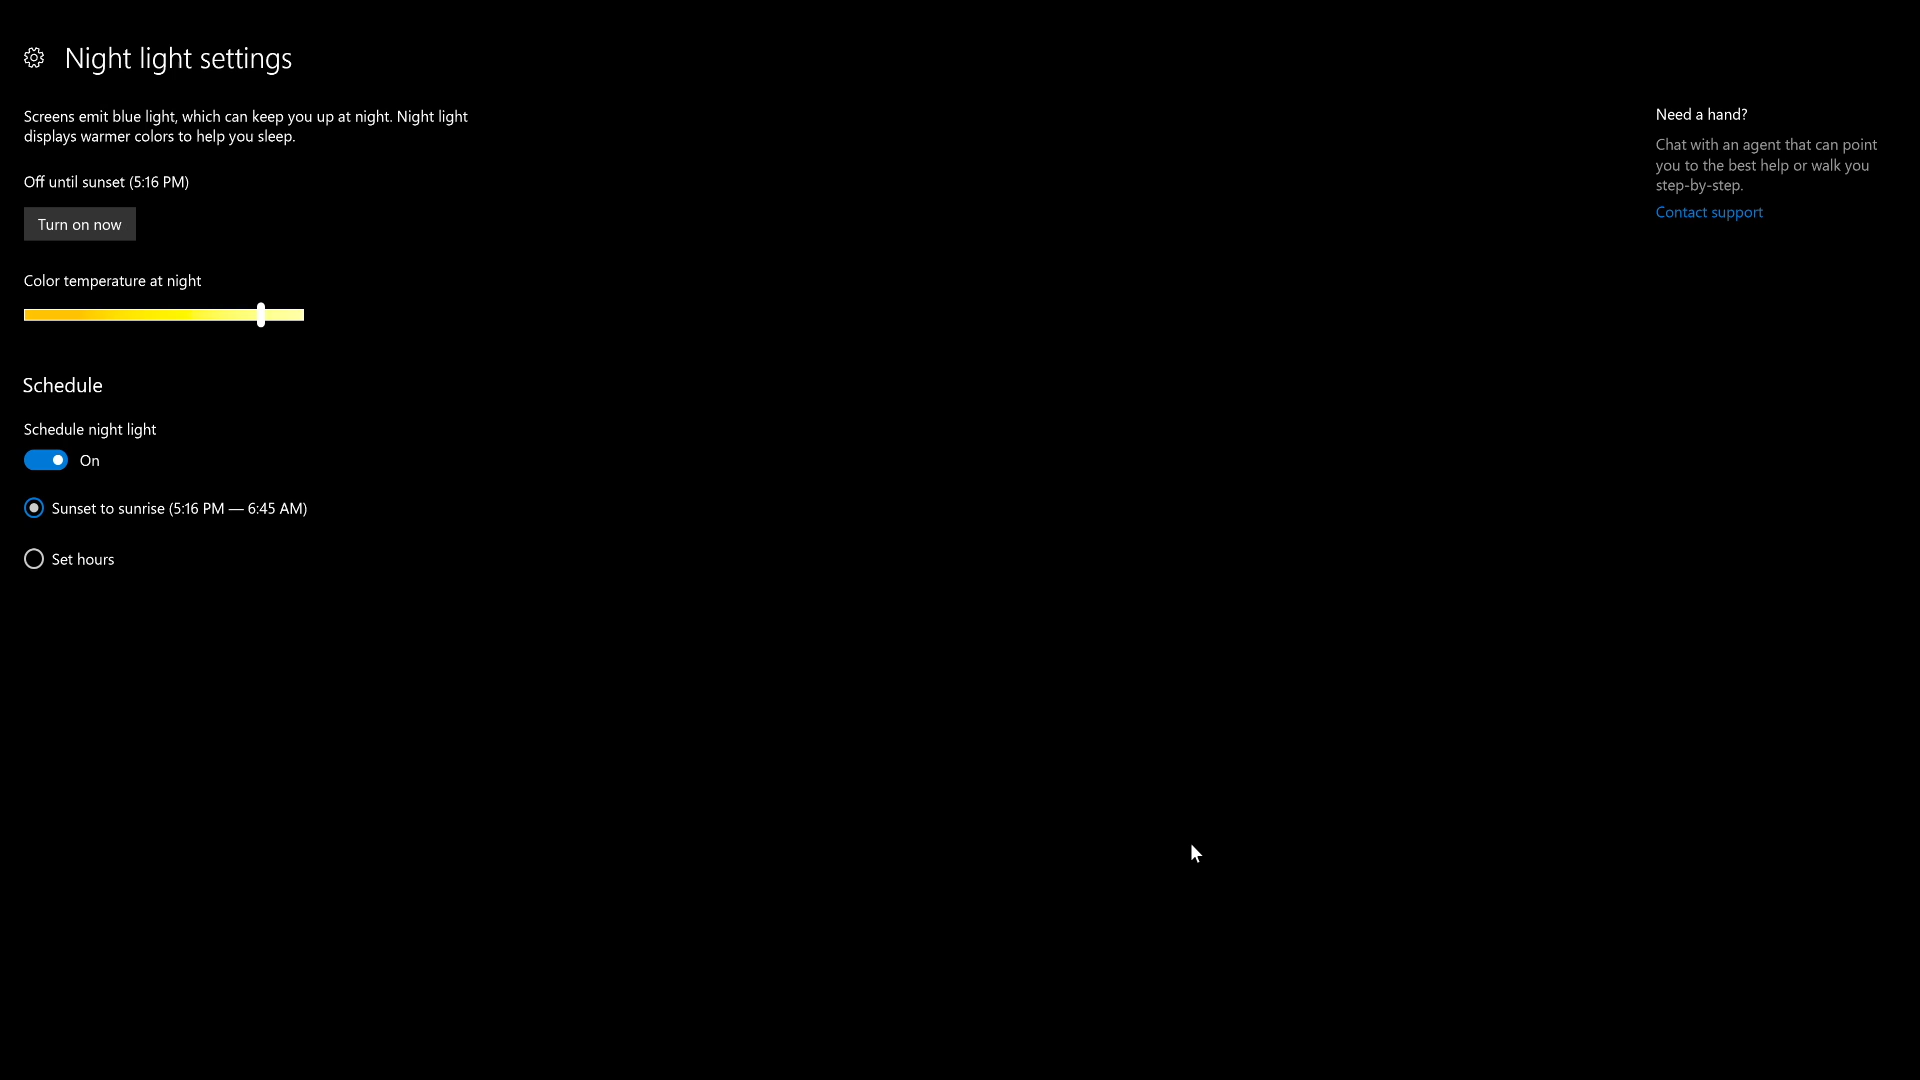 Night light settings
Screens emit blue light, which can keep you up at night. Night light
displays warmer colors to help you sleep.
Off until sunset (5:16 PM)
Turn on now
Color temperature at night
Schedule
Schedule night light
On
Sunset to sunrise (5:16 PM — 6:45 AM)
Set hours
Need a hand?
Chat with an agent that can point
you to the best help or walk you
step-by-step.
Contact support